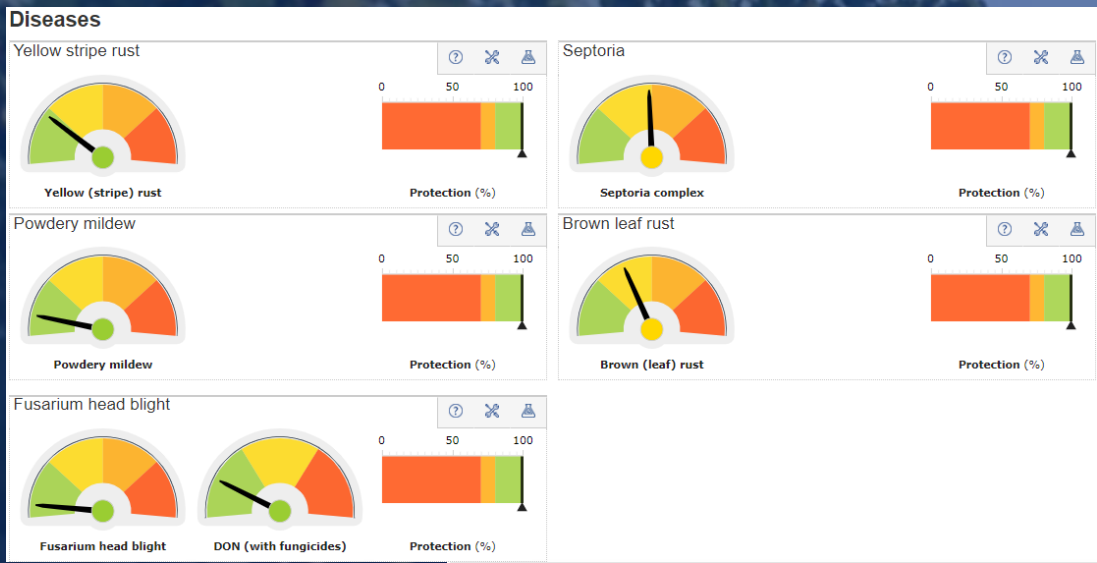 Diseases
Yellow stripe rust
?
0 50 100
Yellow (stripe) rust
Protection (%)
Septoria
?
0 50 100
Septoria complex
Protection (%)
Powdery mildew
?
0 50 100
Powdery mildew
Protection (%)
Brown leaf rust
?
0 50 100
Brown (leaf) rust
Protection (%)
Fusarium head blight
?
0 50 100
Fusarium head blight
DON (with fungicides)
Protection (%)